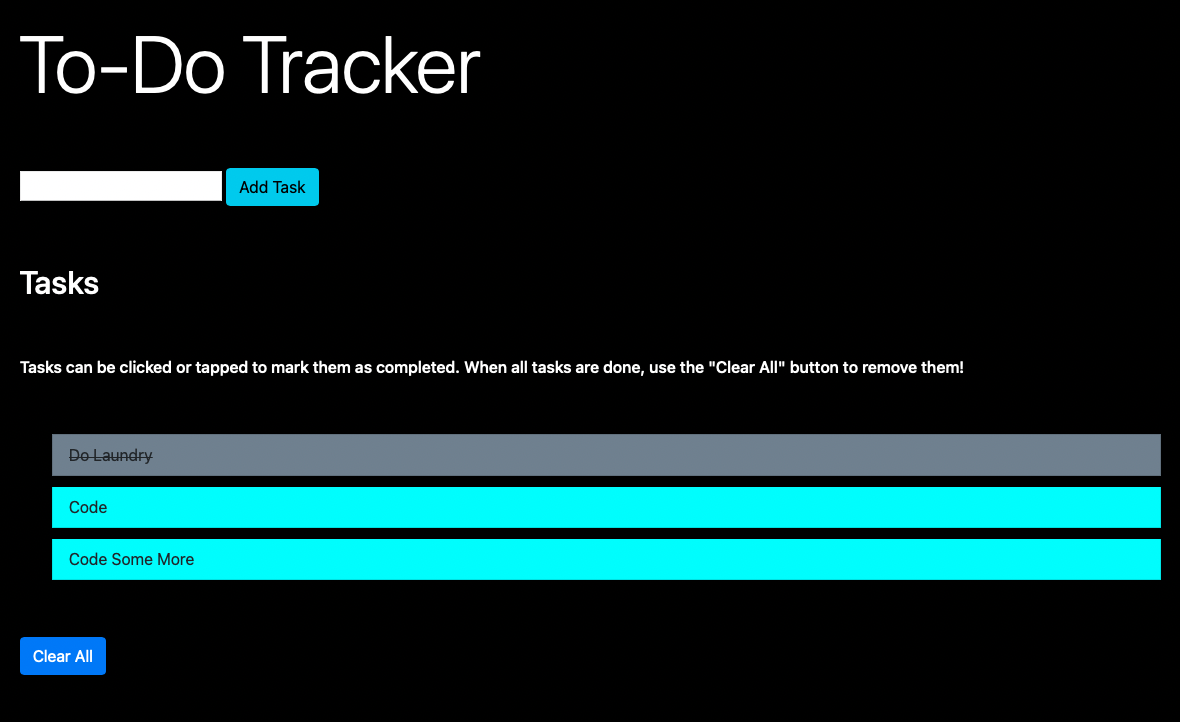 To-Do Tracker
Add Task
Tasks
Tasks can be clicked or tapped to mark them as completed. When all tasks are done, use the "Clear All" button to remove them!
Do Laundry
Code
Code Some More
Clear All